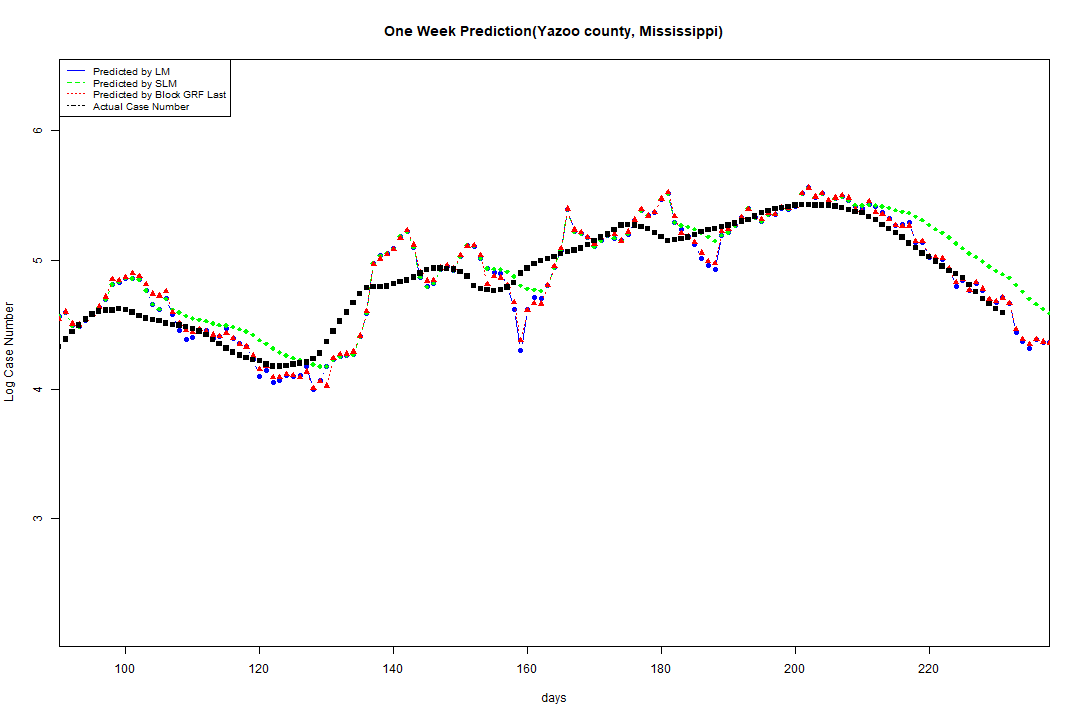 One Week Prediction(Yazoo county, Mississippi)
Predicted by LM
Predicted by SLM
Predicted by Block GRF Last
Actual Case Number
6
5
4
3
Log Case Number
100 120 140 160 180 200 220
days